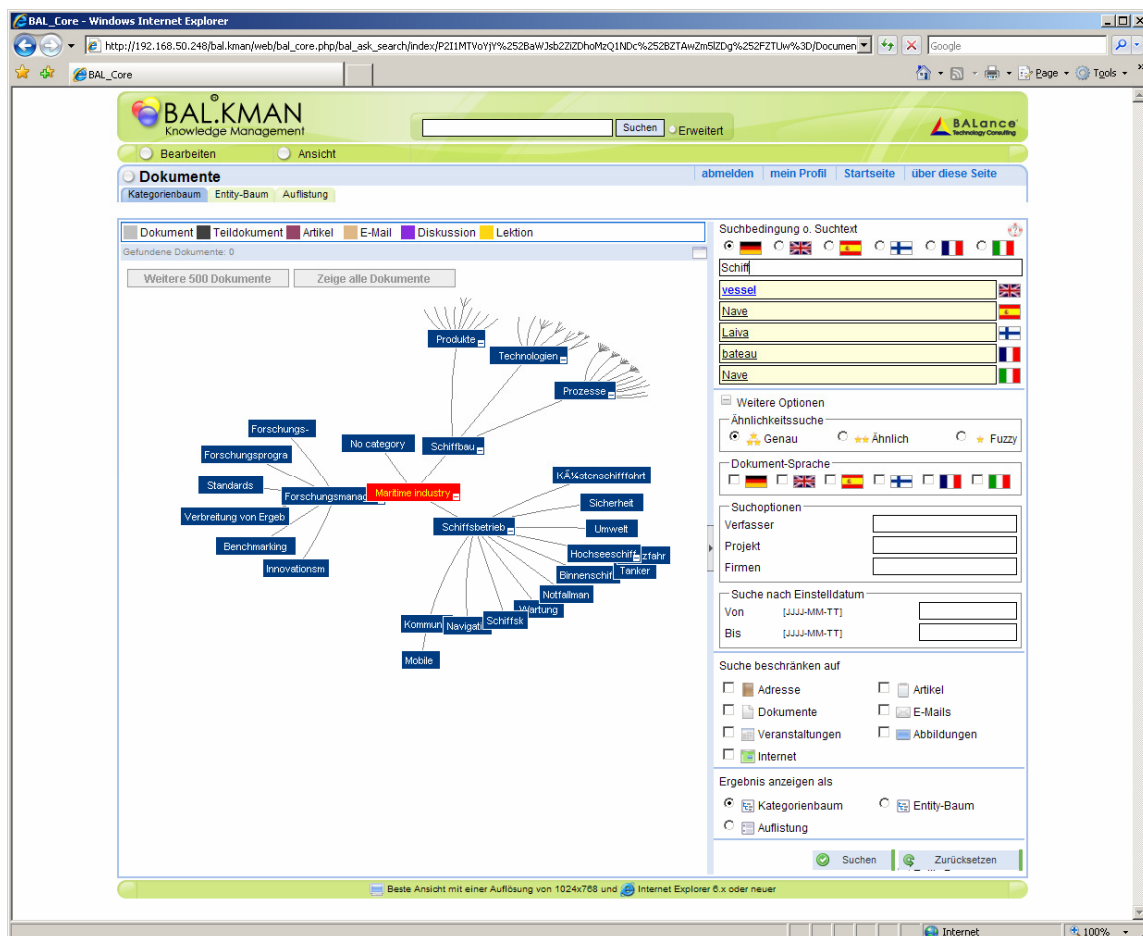 BAL_Core - Windows Internet Explorer
http://192.168.50.248/bal.kman/web/bal_core.php/bal_ask_search/index/P2I1MTVoYjY%252BaWJsb2ZiZDhoMzQ1NDc%252BZTAwZm5lZDg%252FZTUw%3D/Documen
Google
BAL_Core
Page
Tools
BAL.KMAN
Knowledge Management
Suchen
Erweitert
BALance
Technology Consulting
Bearbeiten
Ansicht
Dokumente
abmelden
mein Profil
Startseite
über diese Seite
Kategorienbaum
Entity-Baum
Auflistung
Dokument
Teildokument
Artikel
E-Mail
Diskussion
Lektion
Gefundene Dokumente: 0
Weitere 500 Dokumente
Zeige alle Dokumente
Produkte
Technologien
Prozesse
Forschungs-
No category
Schiffbau
Forschungsprogra
Standards
Forschungsmanag
Maritime industry
Verbreitung von Ergeb
Benchmarking
Innovationsm
KÃ¼stenschifffahrt
Sicherheit
Schiffsbetrieb
Umwelt
Hochseeschiff
zfahr
Binnenschif
Tanker
Notfallman
Wartung
Kommun
Navigati
Schiffsk
Mobile
Suchbedingung o. Suchtext
Schiff
vessel
Nave
Laiva
bateau
Nave
Weitere Optionen
Ähnlichkeitssuche
Genau
Ähnlich
Fuzzy
Dokument-Sprache
Suchoptionen
Verfasser
Projekt
Firmen
Suche nach Einstelldatum
Von [JJJJ-MM-TT]
Bis [JJJJ-MM-TT]
Suche beschränken auf
Adresse
Artikel
Dokumente
E-Mails
Veranstaltungen
Abbildungen
Internet
Ergebnis anzeigen als
Kategorienbaum
Entity-Baum
Auflistung
Suchen
Zurücksetzen
Beste Ansicht mit einer Auflösung von 1024x768 und Internet Explorer 6.x oder neuer
Internet
100%